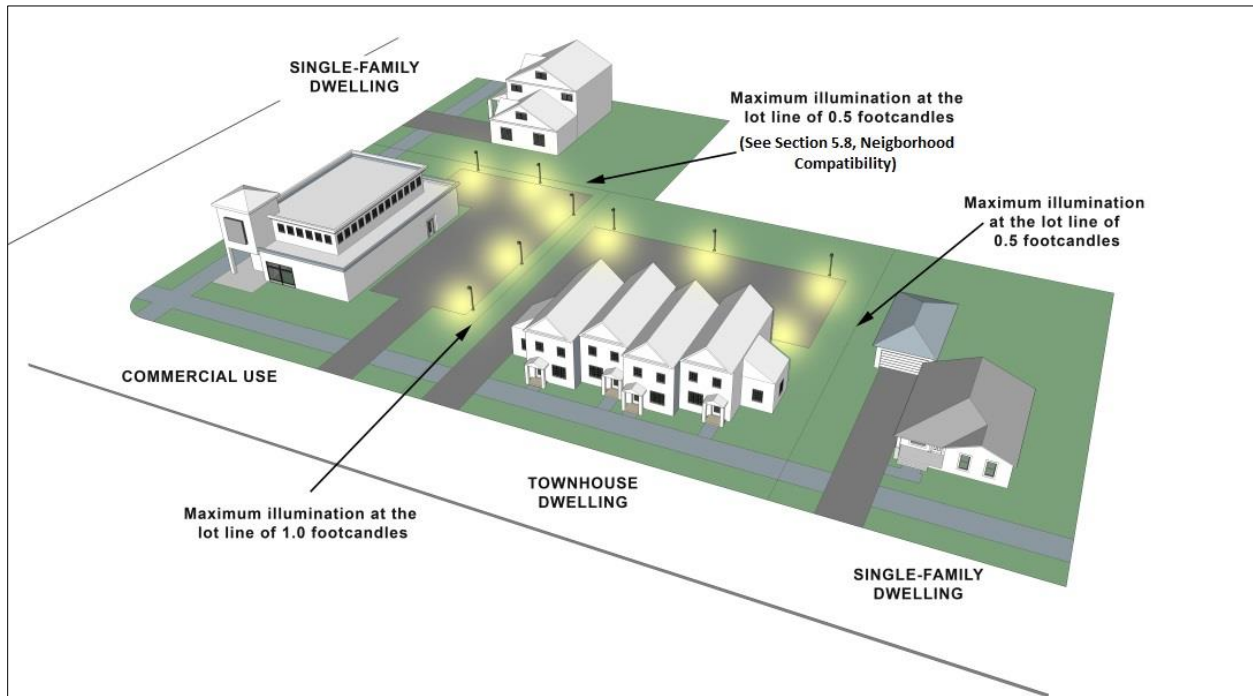 SINGLE-FAMILY
DWELLING
Maximum illumination at the
lot line of 0.5 footcandles
(See Section 5.8, Neigborhood
Compatibility)
Maximum illumination
at the lot line of
0.5 footcandles
COMMERCIAL USE
TOWNHOUSE
DWELLING
Maximum illumination at the
lot line of 1.0 footcandles
SINGLE-FAMILY
DWELLING